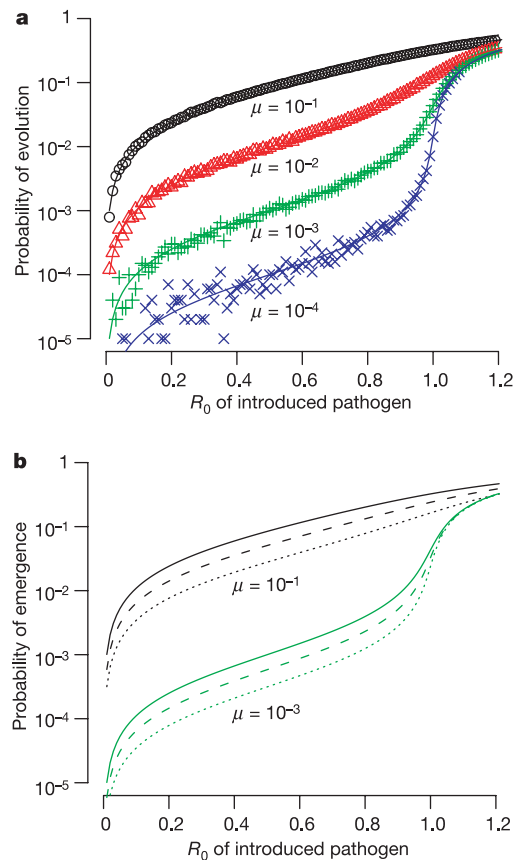 a
Probability of evolution
1
10⁻¹
10⁻²
10⁻³
10⁻⁴
10⁻⁵
μ = 10⁻¹
μ = 10⁻²
μ = 10⁻³
μ = 10⁻⁴
0 0.2 0.4 0.6 0.8 1.0 1.2
R₀ of introduced pathogen
b
Probability of emergence
1
10⁻¹
10⁻²
10⁻³
10⁻⁴
10⁻⁵
μ = 10⁻¹
μ = 10⁻³
0 0.2 0.4 0.6 0.8 1.0 1.2
R₀ of introduced pathogen